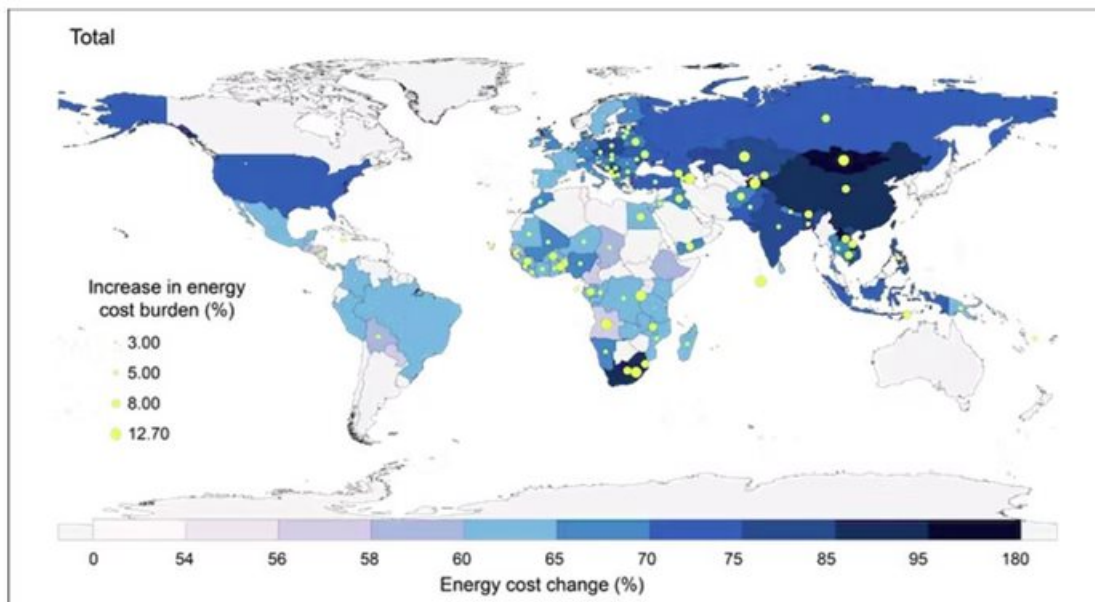 Total
Increase in energy
cost burden (%)
3.00
5.00
8.00
12.70
0 54 56 58 60 65 70 75 85 95 180
Energy cost change (%)